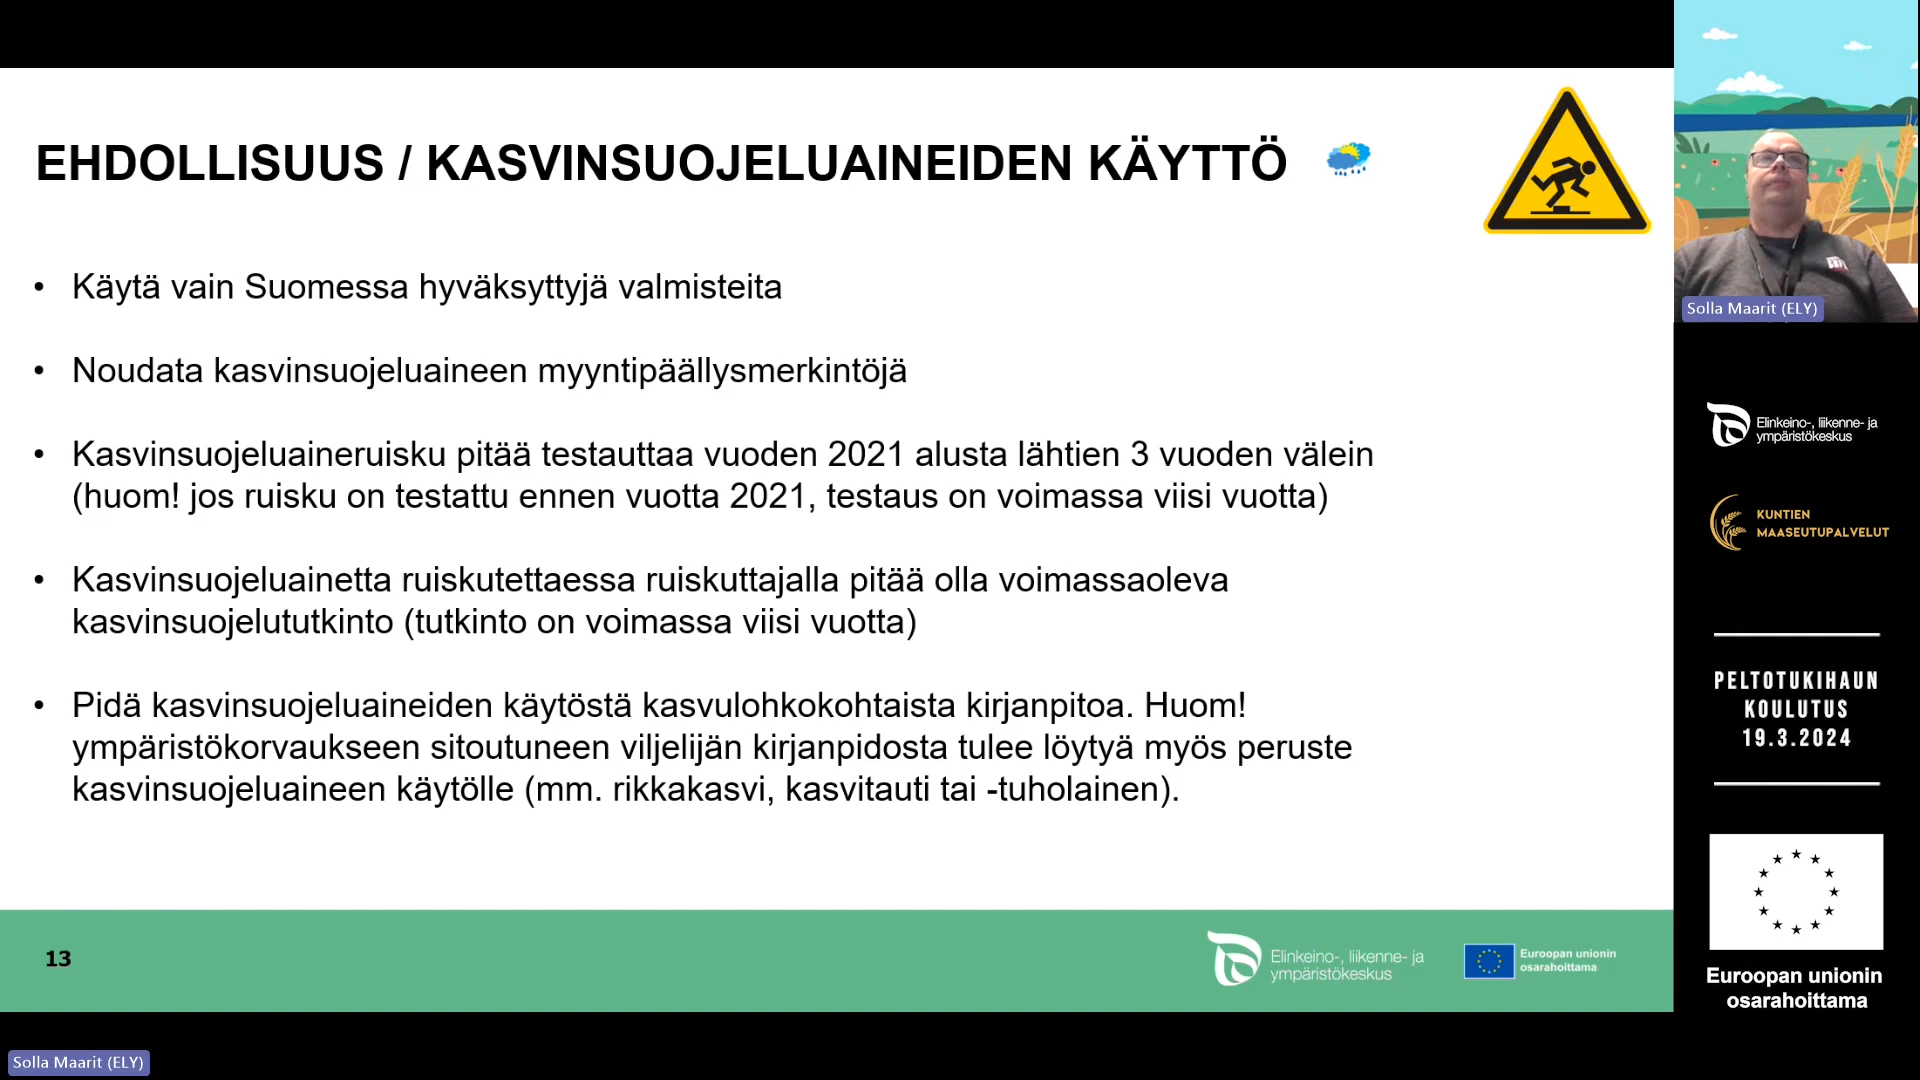 EHDOLLISUUS / KASVINSUOJELUAINEIDEN KÄYTTÖ
• Käytä vain Suomessa hyväksyttyjä valmisteita
• Noudata kasvinsuojeluaineen myyntipäällysmerkintöjä
• Kasvinsuojeluaineruisku pitää testauttaa vuoden 2021 alusta lähtien 3 vuoden välein
(huom! jos ruisku on testattu ennen vuotta 2021, testaus on voimassa viisi vuotta)
• Kasvinsuojeluainetta ruiskutettaessa ruiskuttajalla pitää olla voimassaoleva
kasvinsuojelututkinto (tutkinto on voimassa viisi vuotta)
• Pidä kasvinsuojeluaineiden käytöstä kasvulohkokohtaista kirjanpitoa. Huom!
ympäristökorvaukseen sitoutuneen viljelijän kirjanpidosta tulee löytyä myös peruste
kasvinsuojeluaineen käytölle (mm. rikkakasvi, kasvitauti tai -tuholainen).
13
Elinkeino-, liikenne- ja
ympäristökeskus
Euroopan unionin
osarahoittama
Solla Maarit (ELY)
Elinkeino-, liikenne- ja
ympäristökeskus
KUNTIEN
MAASEUTUPALVELUT
PELTOTUKIHAUN
KOULUTUS
19.3.2024
Euroopan unionin
osarahoittama
Solla Maarit (ELY)